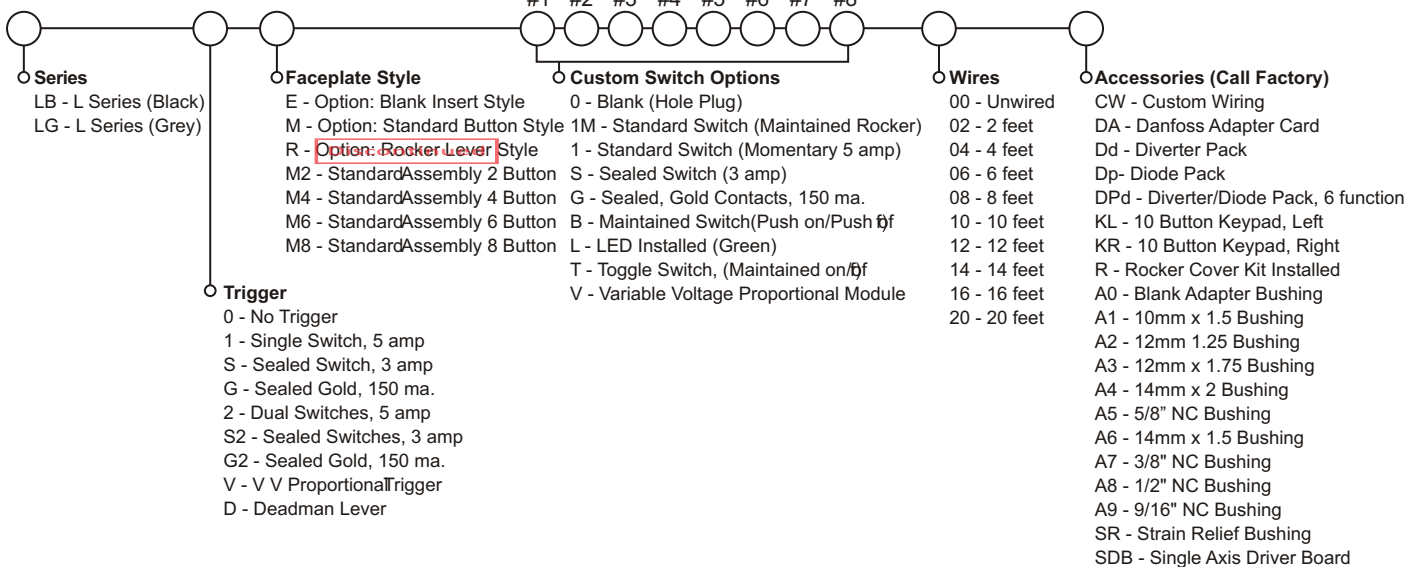 #1 #2 #3 #4 #5 #6 #7 #8
Series
LB - L Series (Black)
LG - L Series (Grey)
Trigger
0 - No Trigger
1 - Single Switch, 5 amp
S - Sealed Switch, 3 amp
G - Sealed Gold, 150 ma.
2 - Dual Switches, 5 amp
S2 - Sealed Switches, 3 amp
G2 - Sealed Gold, 150 ma.
V - V V Proportional Trigger
D - Deadman Lever
Faceplate Style
E - Option: Blank Insert Style
M - Option: Standard Button Style
R - Option: Rocker Lever Style
Discontinued
M2 - Standard Assembly 2 Button
M4 - Standard Assembly 4 Button
M6 - Standard Assembly 6 Button
M8 - Standard Assembly 8 Button
Custom Switch Options
0 - Blank (Hole Plug)
1M - Standard Switch (Maintained Rocker)
1 - Standard Switch (Momentary 5 amp)
S - Sealed Switch (3 amp)
G - Sealed, Gold Contacts, 150 ma.
B - Maintained Switch(Push on/Push of f)
L - LED Installed (Green)
T - Toggle Switch, (Maintained on/of f)
V - Variable Voltage Proportional Module
Wires
00 - Unwired
02 - 2 feet
04 - 4 feet
06 - 6 feet
08 - 8 feet
10 - 10 feet
12 - 12 feet
14 - 14 feet
16 - 16 feet
20 - 20 feet
Accessories (Call Factory)
CW - Custom Wiring
DA - Danfoss Adapter Card
Dd - Diverter Pack
Dp- Diode Pack
DPd - Diverter/Diode Pack, 6 function
KL - 10 Button Keypad, Left
KR - 10 Button Keypad, Right
R - Rocker Cover Kit Installed
A0 - Blank Adapter Bushing
A1 - 10mm x 1.5 Bushing
A2 - 12mm 1.25 Bushing
A3 - 12mm x 1.75 Bushing
A4 - 14mm x 2 Bushing
A5 - 5/8” NC Bushing
A6 - 14mm x 1.5 Bushing
A7 - 3/8" NC Bushing
A8 - 1/2" NC Bushing
A9 - 9/16" NC Bushing
SR - Strain Relief Bushing
SDB - Single Axis Driver Board